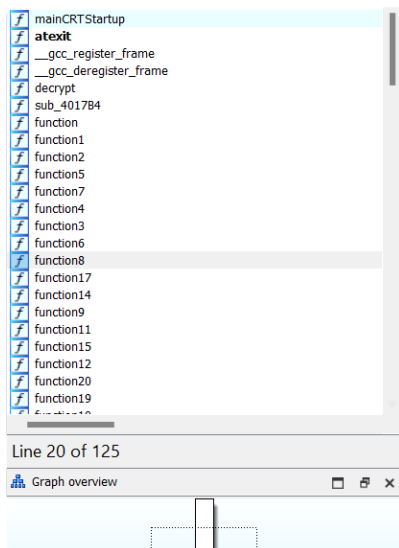 mainCRTStartup
atexit
__gcc_register_frame
__gcc_deregister_frame
decrypt
sub_4017B4
function
function1
function2
function5
function7
function4
function3
function6
function8
function17
function14
function9
function11
function15
function12
function20
function19
Line 20 of 125
Graph overview